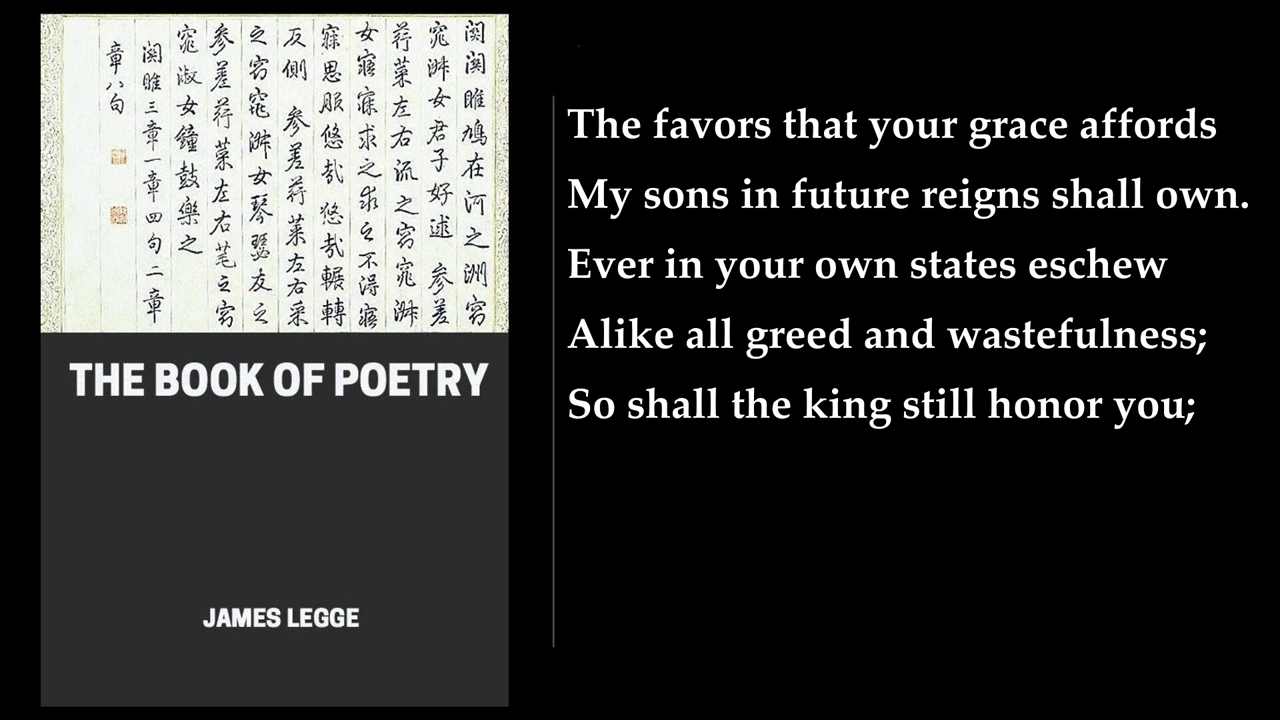 關關雎鳩在河之洲窈
窕淑女君子好逑 參差
荇菜左右流之窈窕淑
女寤寐求之求之不得寤
寐思服悠哉悠哉輾轉
反側 參差荇菜左右采
之窈窕淑女琴瑟友之
參差荇菜左右芼之窈
窕淑女鐘鼓樂之
關雎三章一章四句二章
章八句
THE BOOK OF POETRY
JAMES LEGGE
The favors that your grace affords
My sons in future reigns shall own.
Ever in your own states eschew
Alike all greed and wastefulness;
So shall the king still honor you;